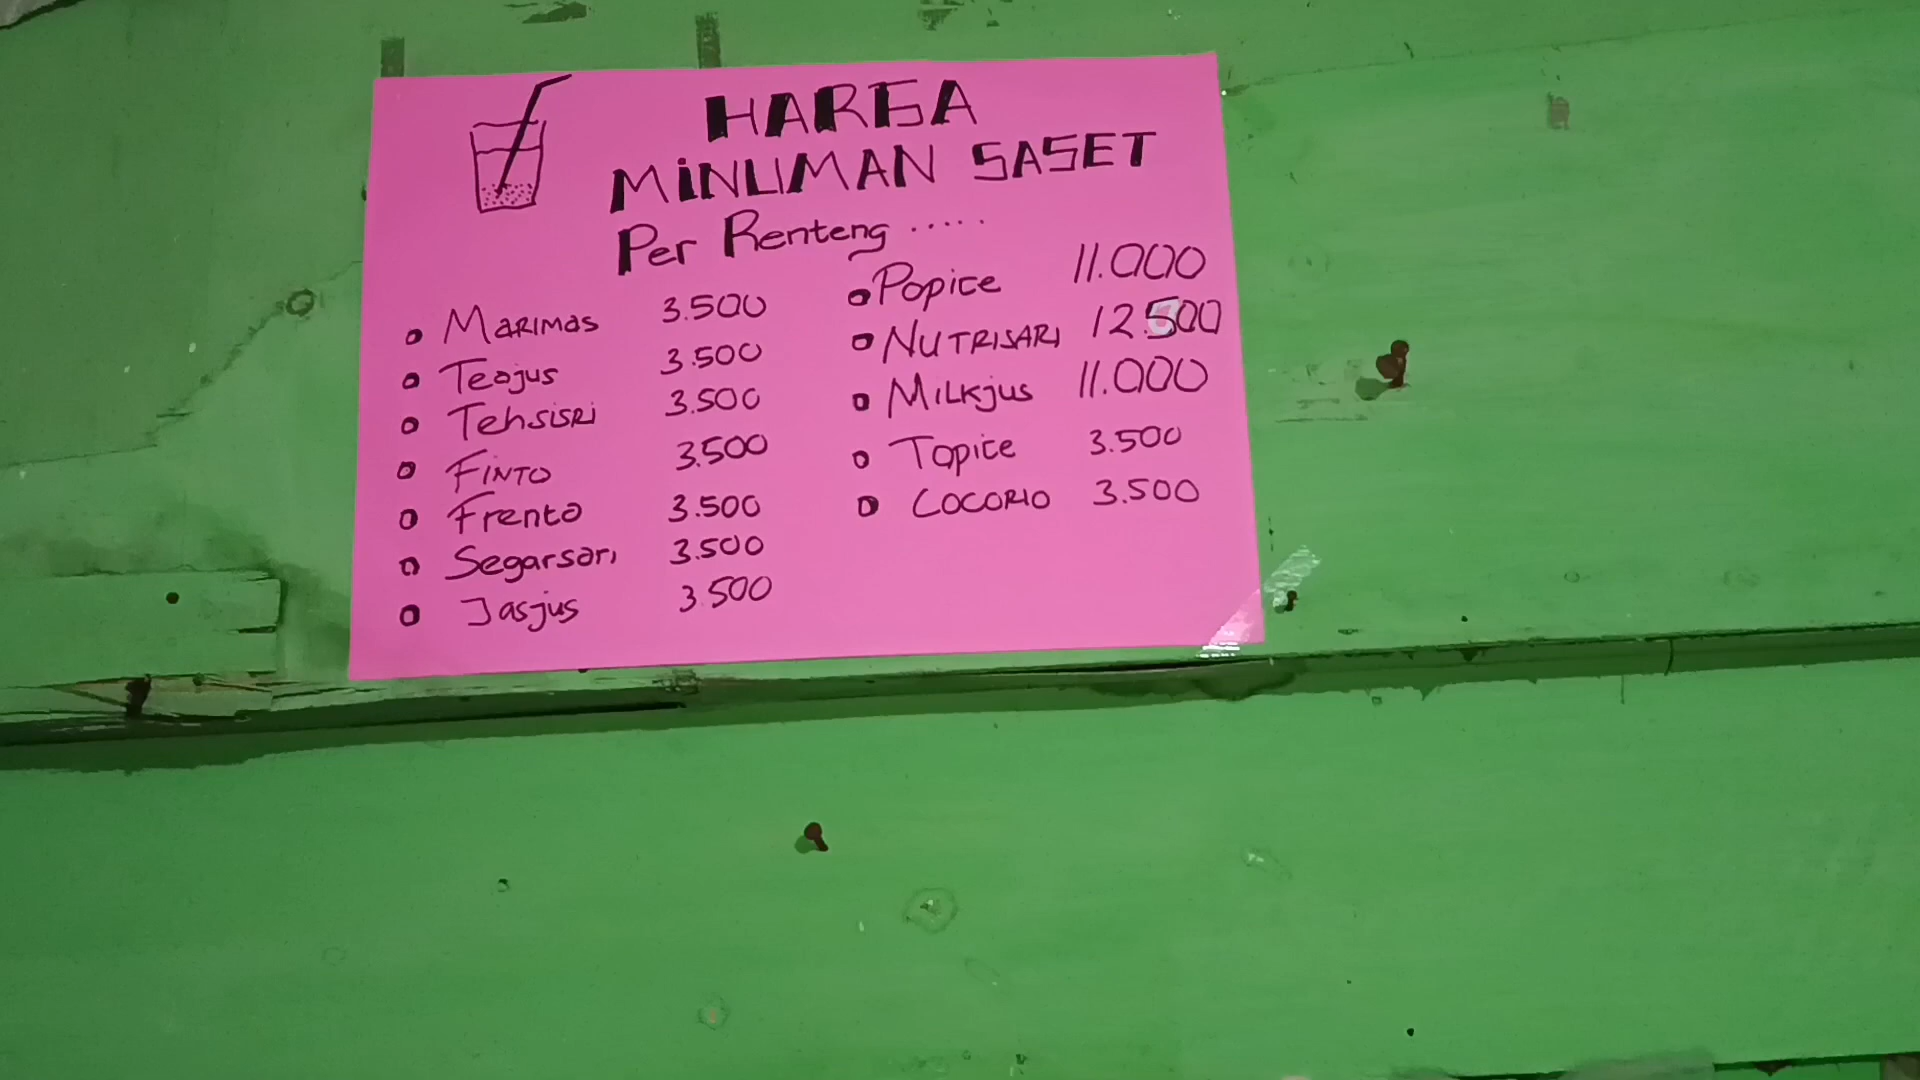 HARGA
MINUMAN SASET
Per Renteng .....
Marimas 3.500
Teajus 3.500
Tehsisri 3.500
Finto 3.500
Frento 3.500
Segarsari 3.500
Jasjus 3.500
Popice 11.000
NUTRISARI 12.500
Milkjus 11.000
Topice 3.500
COCORIO 3.500